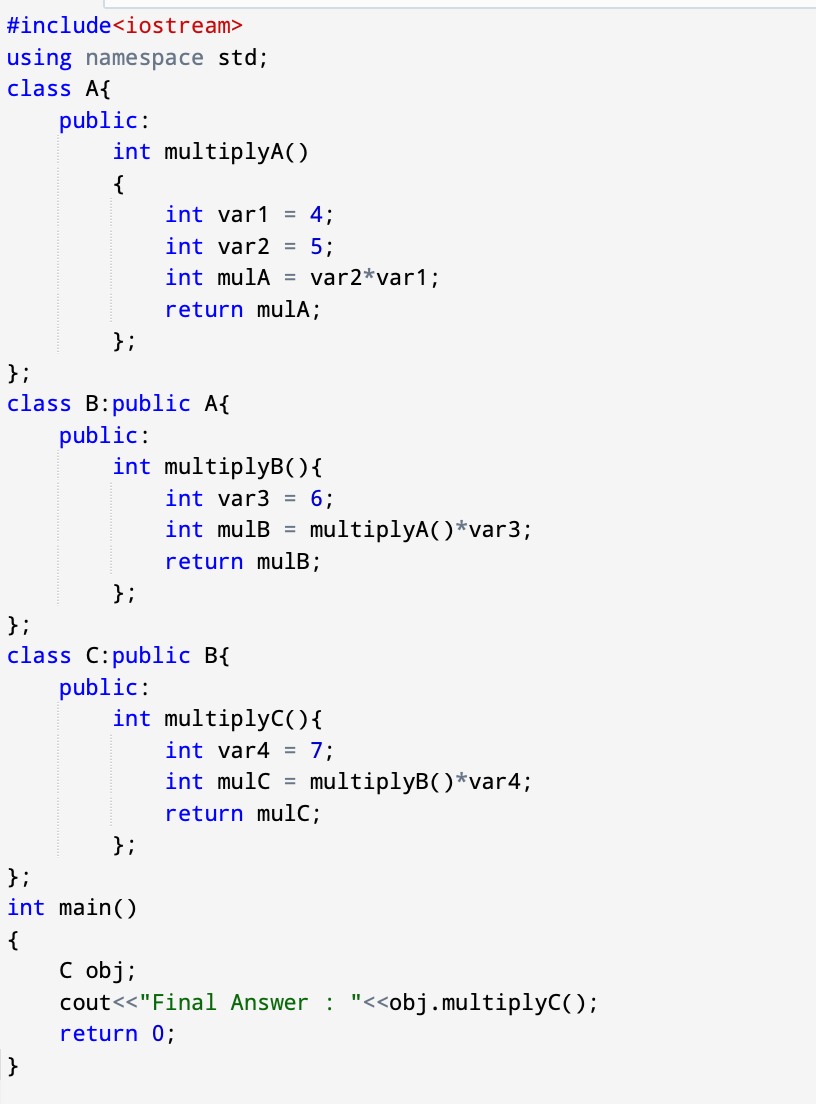 #include<iostream>
using namespace std;
class A{
    public:
        int multiplyA()
        {
            int var1 = 4;
            int var2 = 5;
            int mulA = var2*var1;
            return mulA;
        };
};
class B:public A{
    public:
        int multiplyB(){
            int var3 = 6;
            int mulB = multiplyA()*var3;
            return mulB;
        };
};
class C:public B{
    public:
        int multiplyC(){
            int var4 = 7;
            int mulC = multiplyB()*var4;
            return mulC;
        };
};
int main()
{
    C obj;
    cout<<"Final Answer : "<<obj.multiplyC();
    return 0;
}